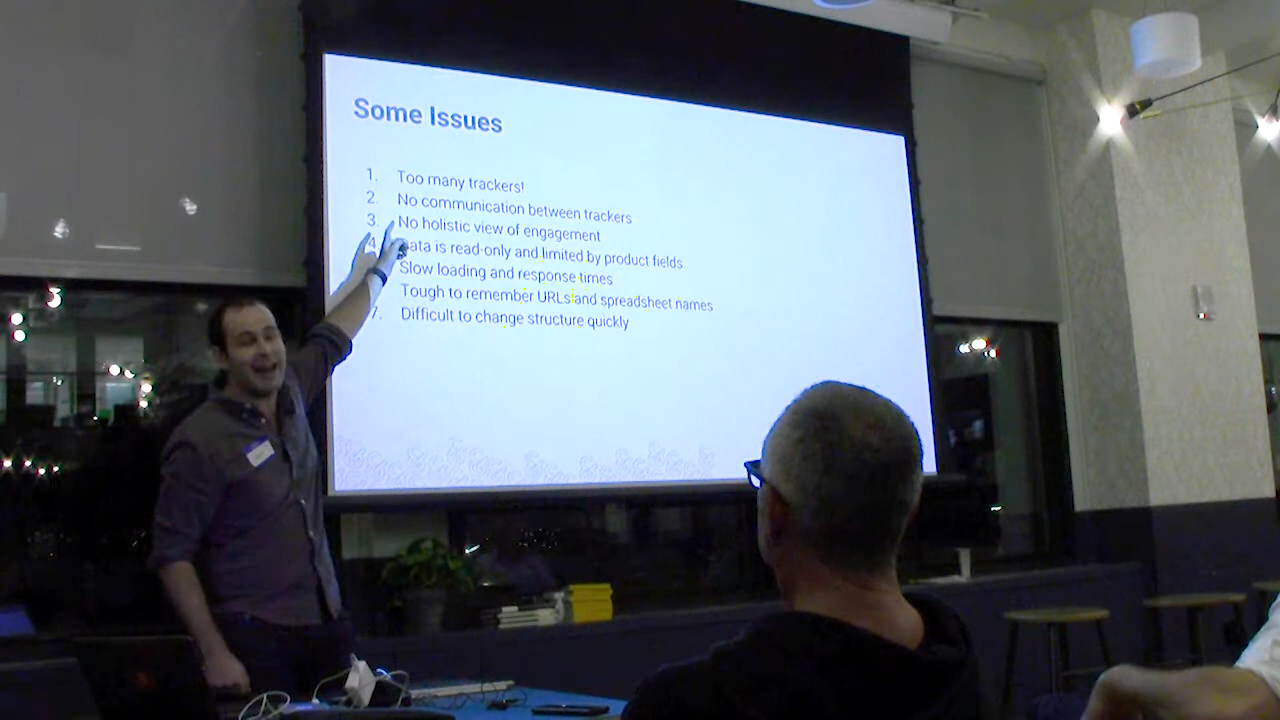 Some Issues
1. Too many trackers!
2. No communication between trackers
3. No holistic view of engagement
4. Data is read-only and limited by product fields
Slow loading and response times
Tough to remember URLs and spreadsheet names
7. Difficult to change structure quickly